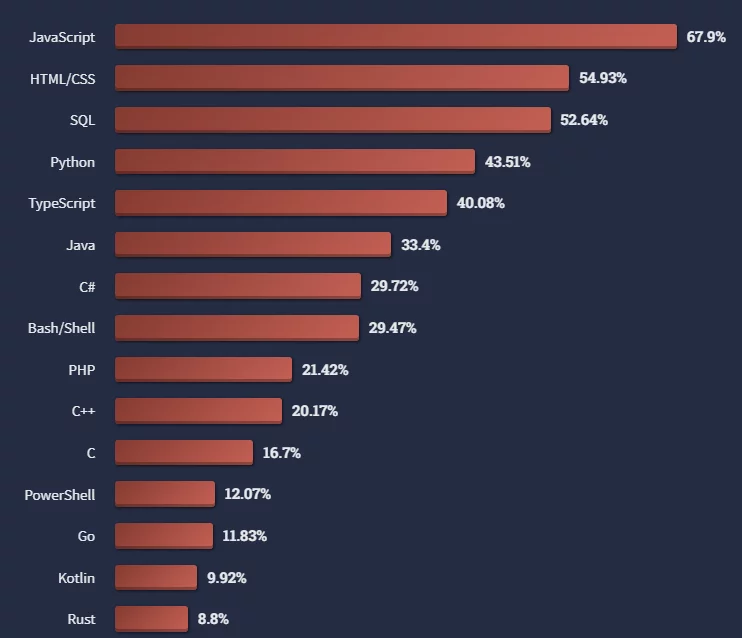 JavaScript 67.9%
HTML/CSS 54.93%
SQL 52.64%
Python 43.51%
TypeScript 40.08%
Java 33.4%
C# 29.72%
Bash/Shell 29.47%
PHP 21.42%
C++ 20.17%
C 16.7%
PowerShell 12.07%
Go 11.83%
Kotlin 9.92%
Rust 8.8%